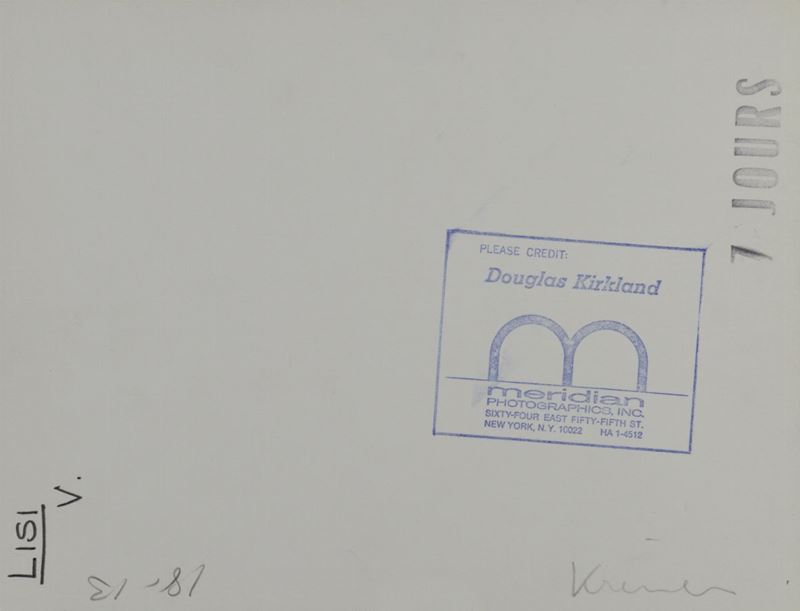 7 JOURS
PLEASE CREDIT:
Douglas Kirkland
m
meridian
PHOTOGRAPHICS, INC.
SIXTY-FOUR EAST FIFTY-FIFTH ST.
NEW YORK, N.Y. 10022 HA 1-4512
LISI
V.